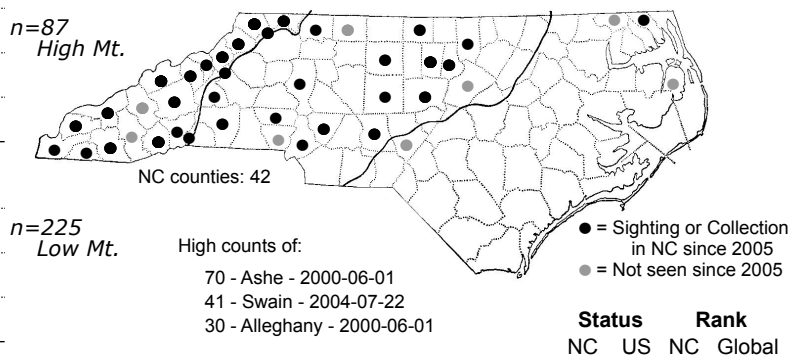 n=87
High Mt.
NC counties: 42
n=225
Low Mt.
High counts of:
70 - Ashe - 2000-06-01
41 - Swain - 2004-07-22
30 - Alleghany - 2000-06-01
= Sighting or Collection
in NC since 2005
= Not seen since 2005
Status Rank
NC US NC Global